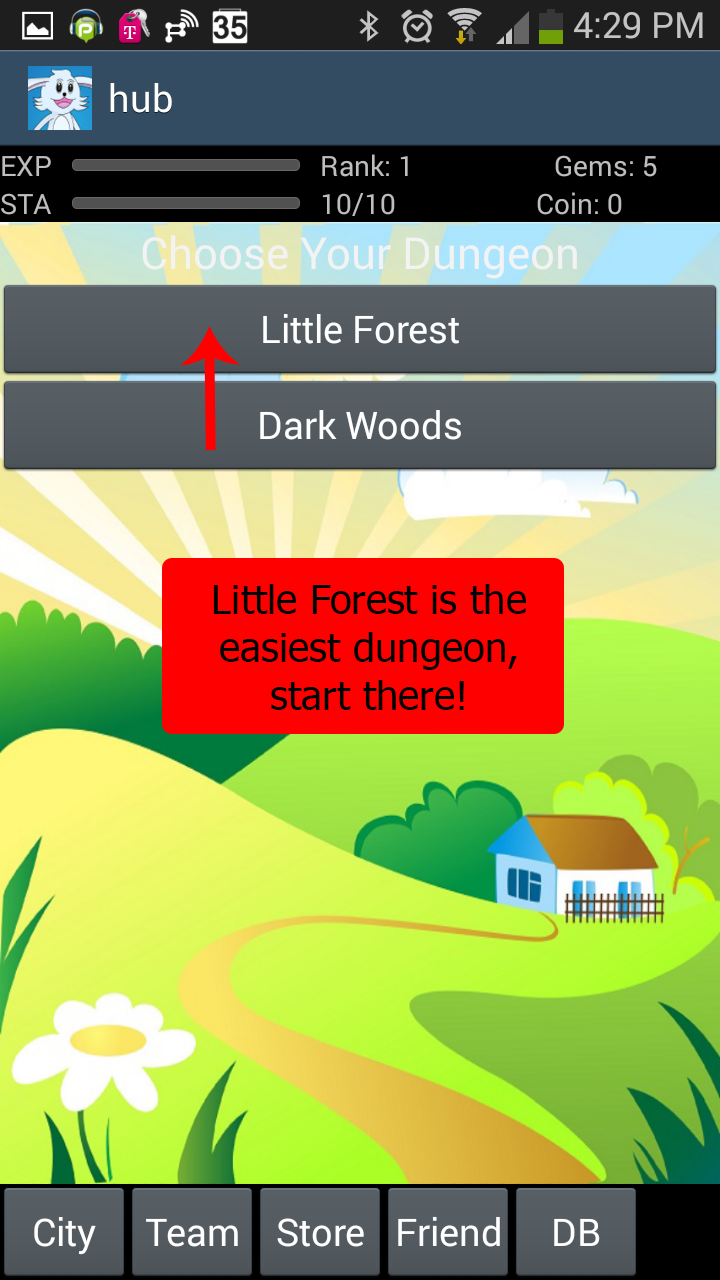 35 4:29 PM
hub
EXP Rank: 1 Gems: 5
STA 10/10 Coin: 0
Choose Your Dungeon
Little Forest
Dark Woods
Little Forest is the
easiest dungeon,
start there!
City Team Store Friend DB